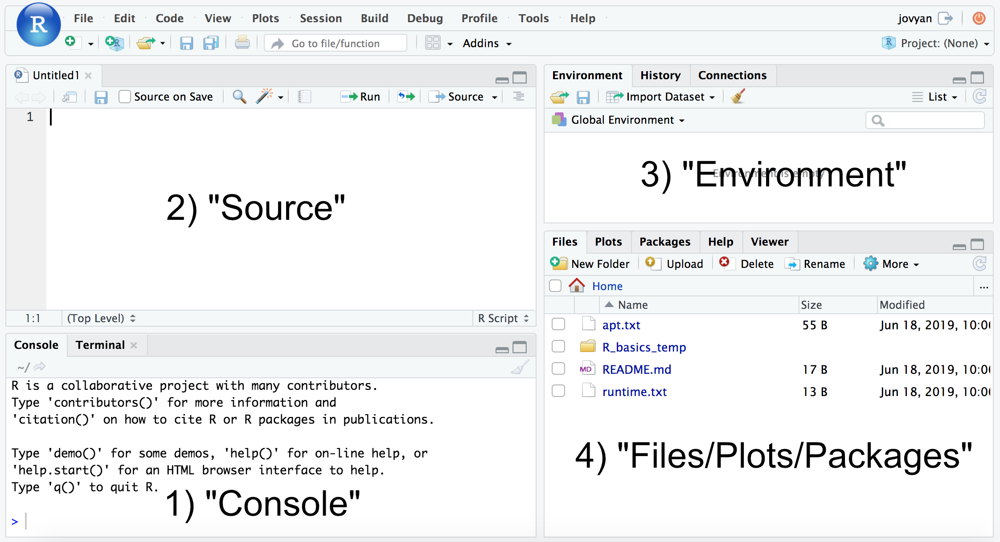 R
File Edit Code View Plots Session Build Debug Profile Tools Help
jovyan
Go to file/function
Addins
Project: (None)
Untitled1
Source on Save
Run
Source
1
2) "Source"
1:1
(Top Level)
R Script
Console
Terminal
~/
R is a collaborative project with many contributors.
Type 'contributors()' for more information and
'citation()' on how to cite R or R packages in publications.
Type 'demo()' for some demos, 'help()' for on-line help, or
'help.start()' for an HTML browser interface to help.
Type 'q()' to quit R.
1) "Console"
>
Environment
History
Connections
Import Dataset
List
Global Environment
Environment is empty
3) "Environment"
Files
Plots
Packages
Help
Viewer
New Folder
Upload
Delete
Rename
More
Home
...
Name
Size
Modified
apt.txt 55 B Jun 18, 2019, 10:0
R_basics_temp
MD README.md 17 B Jun 18, 2019, 10:0
runtime.txt 13 B Jun 18, 2019, 10:0
4) "Files/Plots/Packages"